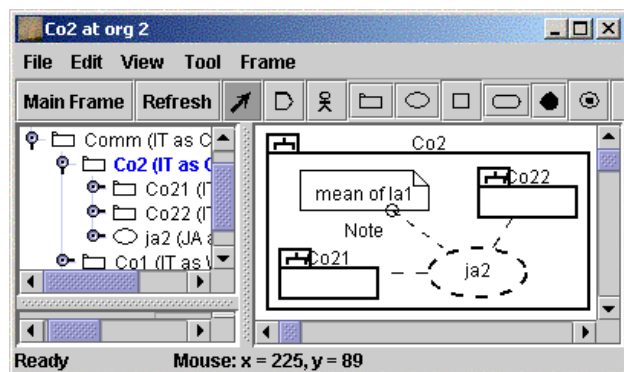 Co2 at org 2
File Edit View Tool Frame
Main Frame Refresh
Comm (IT as C
Co2 (IT as C
Co21 (IT
Co22 (IT
ja2 (JA a
Co1 (IT as V
Co2
mean of la1
Note
Co22
Co21
ja2
Ready Mouse: x = 225, y = 89